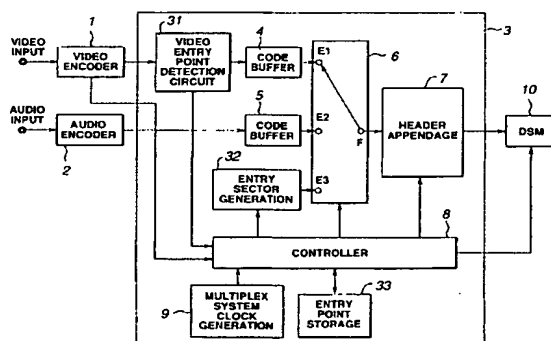 31
3
VIDEO
INPUT
1
VIDEO
ENCODER
VIDEO
ENTRY
POINT
DETECTION
CIRCUIT
4
CODE
BUFFER
E1
6
7
HEADER
APPENDAGE
10
DSM
AUDIO
INPUT
AUDIO
ENCODER
2
5
CODE
BUFFER
E2
F
32
ENTRY
SECTOR
GENERATION
E3
8
CONTROLLER
9
MULTIPLEX
SYSTEM
CLOCK
GENERATION
33
ENTRY
POINT
STORAGE